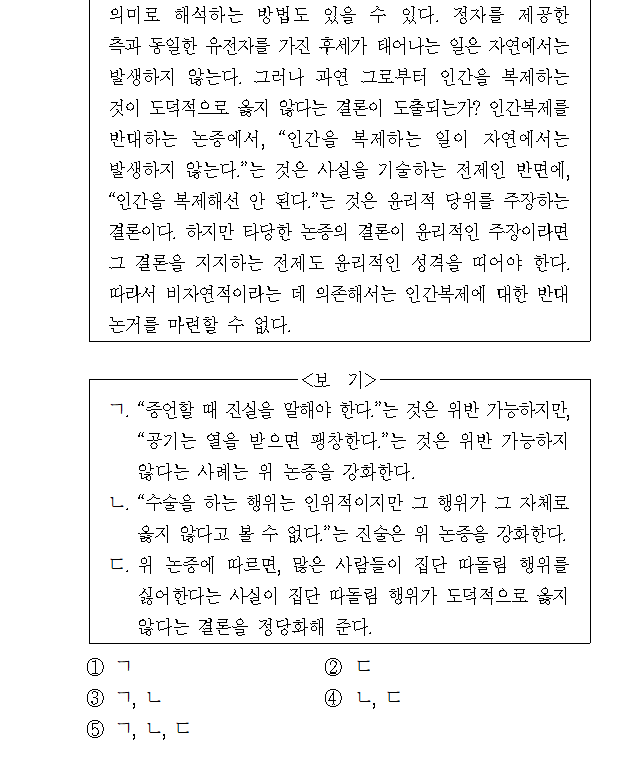 의미로 해석하는 방법도 있을 수 있다. 정자를 제공한
측과 동일한 유전자를 가진 후세가 태어나는 일은 자연에서는
발생하지 않는다. 그러나 과연 그로부터 인간을 복제하는
것이 도덕적으로 옳지 않다는 결론이 도출되는가? 인간복제를
반대하는 논증에서, “인간을 복제하는 일이 자연에서는
발생하지 않는다.”는 것은 사실을 기술하는 전제인 반면에,
“인간을 복제해선 안 된다.”는 것은 윤리적 당위를 주장하는
결론이다. 하지만 타당한 논증의 결론이 윤리적인 주장이라면
그 결론을 지지하는 전제도 윤리적인 성격을 띠어야 한다.
따라서 비자연적이라는 데 의존해서는 인간복제에 대한 반대
논거를 마련할 수 없다.
<보 기>
ㄱ. “증언할 때 진실을 말해야 한다.”는 것은 위반 가능하지만,
“공기는 열을 받으면 팽창한다.”는 것은 위반 가능하지
않다는 사례는 위 논증을 강화한다.
ㄴ. “수술을 하는 행위는 인위적이지만 그 행위가 그 자체로
옳지 않다고 볼 수 없다.”는 진술은 위 논증을 강화한다.
ㄷ. 위 논증에 따르면, 많은 사람들이 집단 따돌림 행위를
싫어한다는 사실이 집단 따돌림 행위가 도덕적으로 옳지
않다는 결론을 정당화해 준다.
① ㄱ ② ㄷ
③ ㄱ, ㄴ ④ ㄴ, ㄷ
⑤ ㄱ, ㄴ, ㄷ